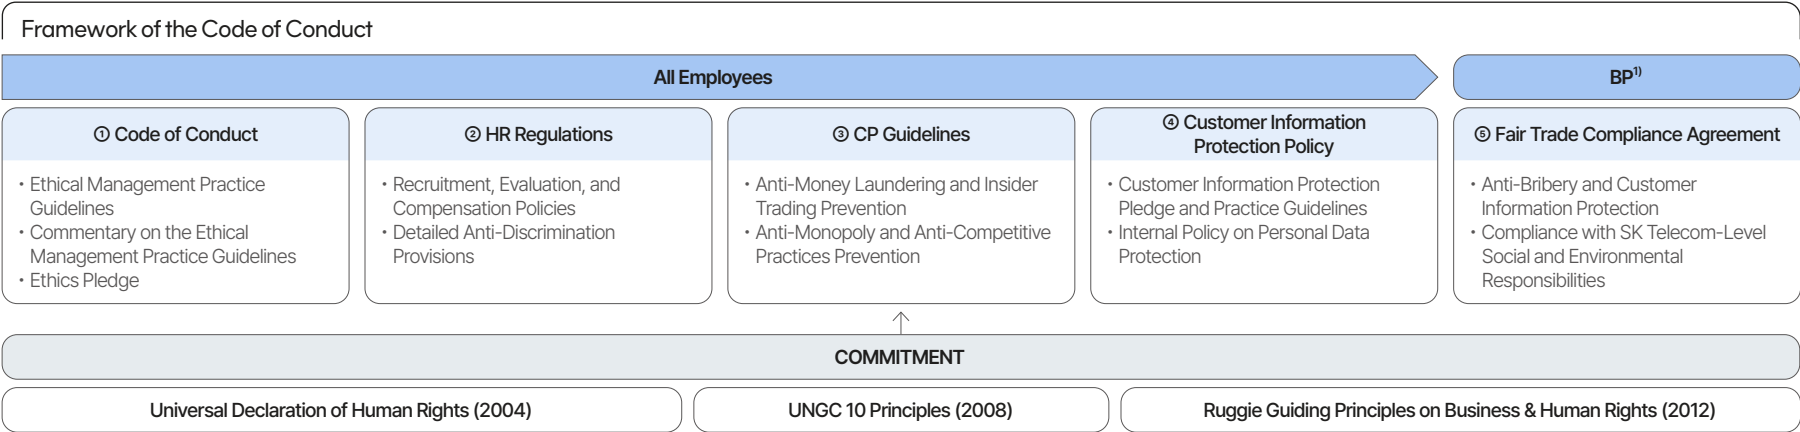 Framework of the Code of Conduct
All Employees
BP1)
① Code of Conduct
• Ethical Management Practice
Guidelines
• Commentary on the Ethical
Management Practice Guidelines
• Ethics Pledge
② HR Regulations
• Recruitment, Evaluation, and
Compensation Policies
• Detailed Anti-Discrimination
Provisions
③ CP Guidelines
• Anti-Money Laundering and Insider
Trading Prevention
• Anti-Monopoly and Anti-Competitive
Practices Prevention
④ Customer Information
Protection Policy
• Customer Information Protection
Pledge and Practice Guidelines
• Internal Policy on Personal Data
Protection
⑤ Fair Trade Compliance Agreement
• Anti-Bribery and Customer
Information Protection
• Compliance with SK Telecom-Level
Social and Environmental
Responsibilities
COMMITMENT
Universal Declaration of Human Rights (2004)
UNGC 10 Principles (2008)
Ruggie Guiding Principles on Business & Human Rights (2012)